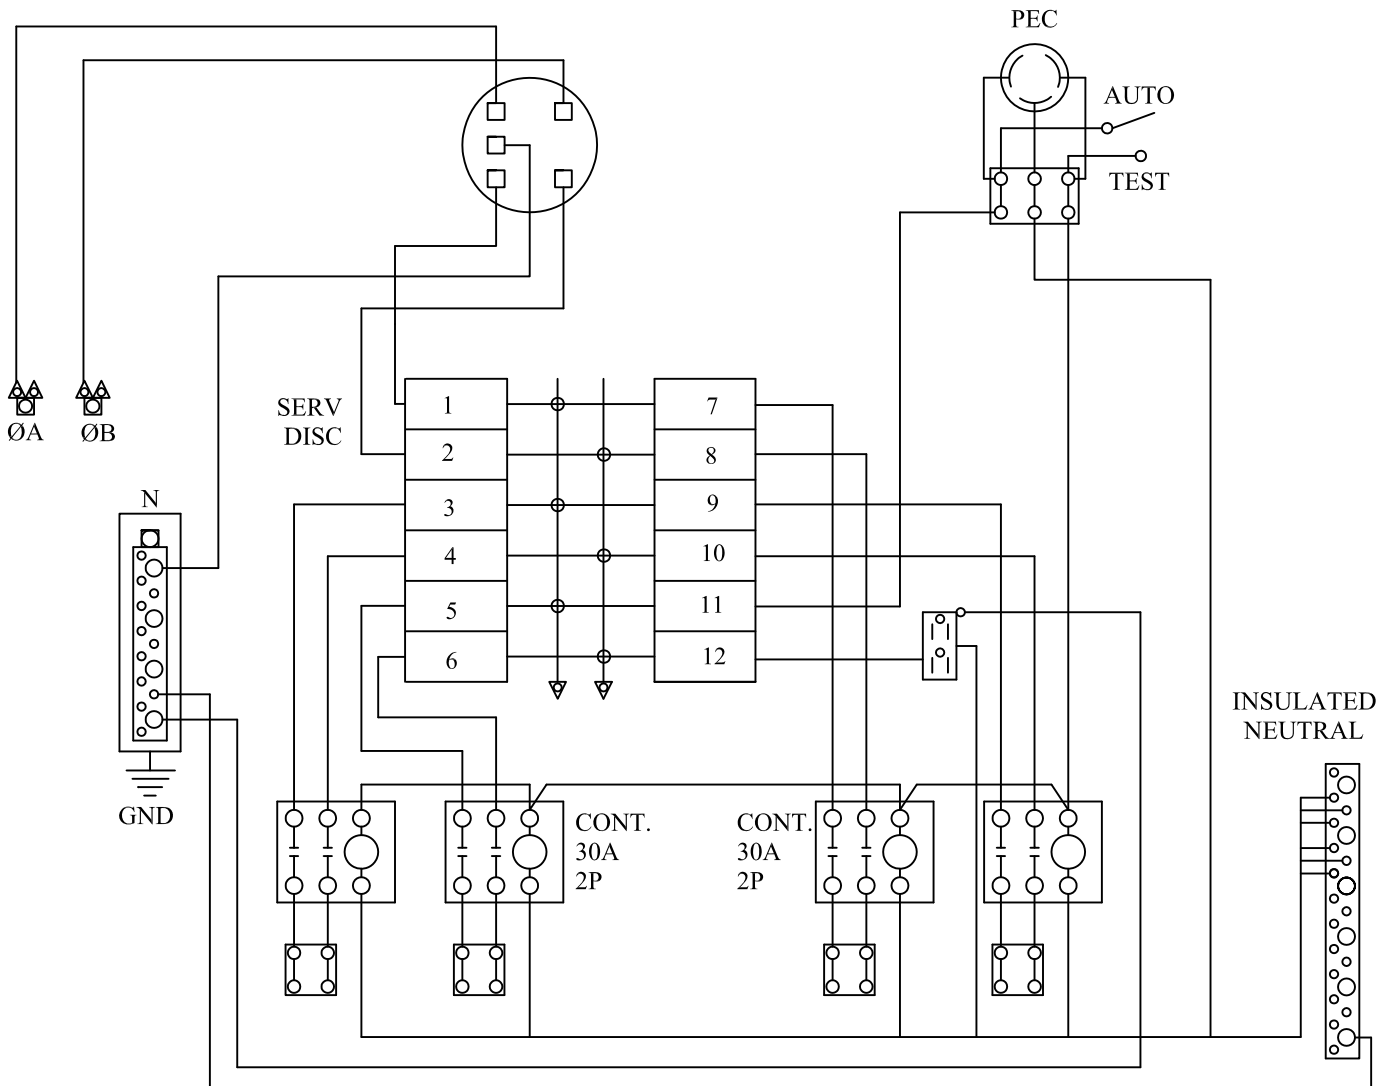 PEC
AUTO
TEST
ØA
ØB
SERV
DISC
1
2
3
4
5
6
7
8
9
10
11
12
N
GND
CONT.
30A
2P
CONT.
30A
2P
INSULATED
NEUTRAL